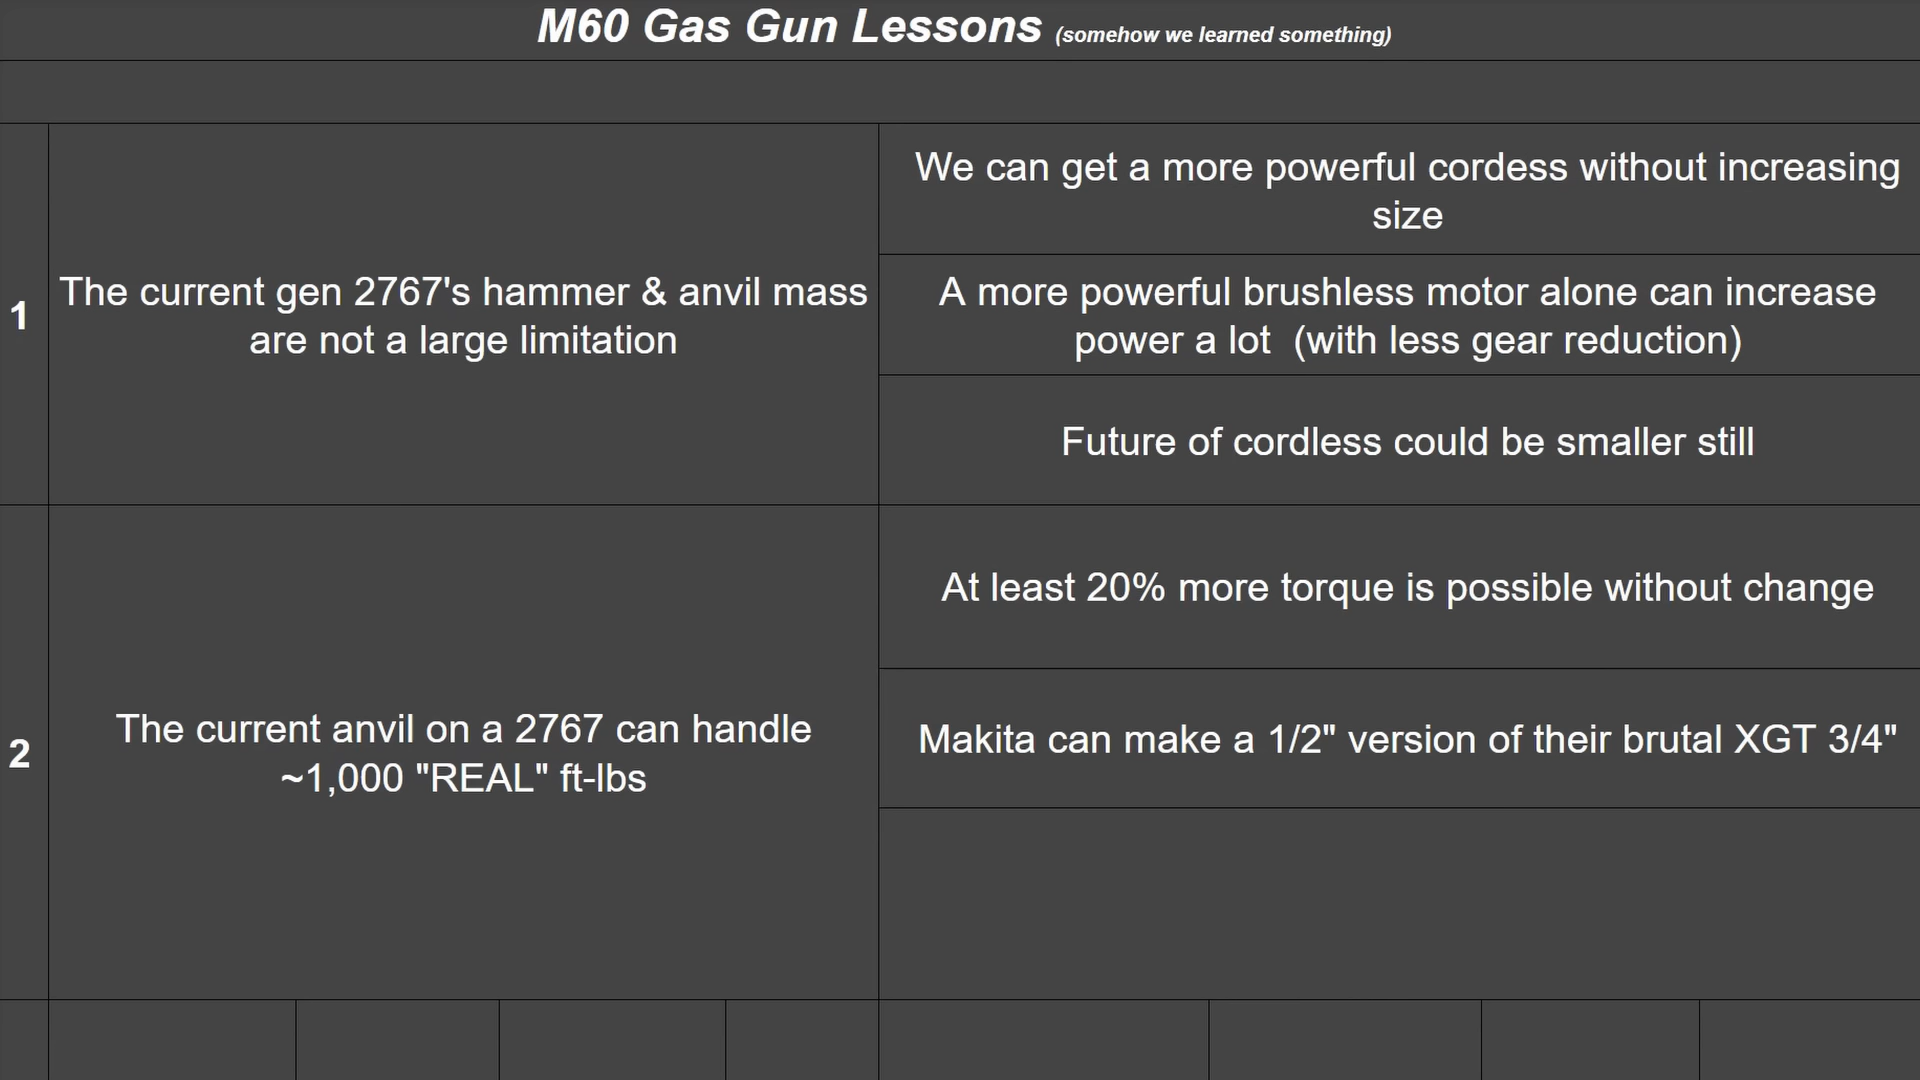 M60 Gas Gun Lessons (somehow we learned something)
1
The current gen 2767's hammer & anvil mass
are not a large limitation
We can get a more powerful cordess without increasing
size
A more powerful brushless motor alone can increase
power a lot (with less gear reduction)
Future of cordless could be smaller still
2
The current anvil on a 2767 can handle
~1,000 "REAL" ft-lbs
At least 20% more torque is possible without change
Makita can make a 1/2" version of their brutal XGT 3/4"